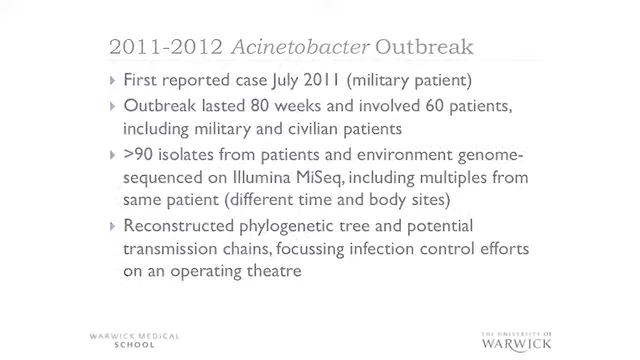 2011-2012 Acinetobacter Outbreak
First reported case July 2011 (military patient)
Outbreak lasted 80 weeks and involved 60 patients,
including military and civilian patients
>90 isolates from patients and environment genome-
sequenced on Illumina MiSeq, including multiples from
same patient (different time and body sites)
Reconstructed phylogenetic tree and potential
transmission chains, focussing infection control efforts
on an operating theatre
WARWICK MEDICAL
SCHOOL
THE UNIVERSITY OF
WARWICK